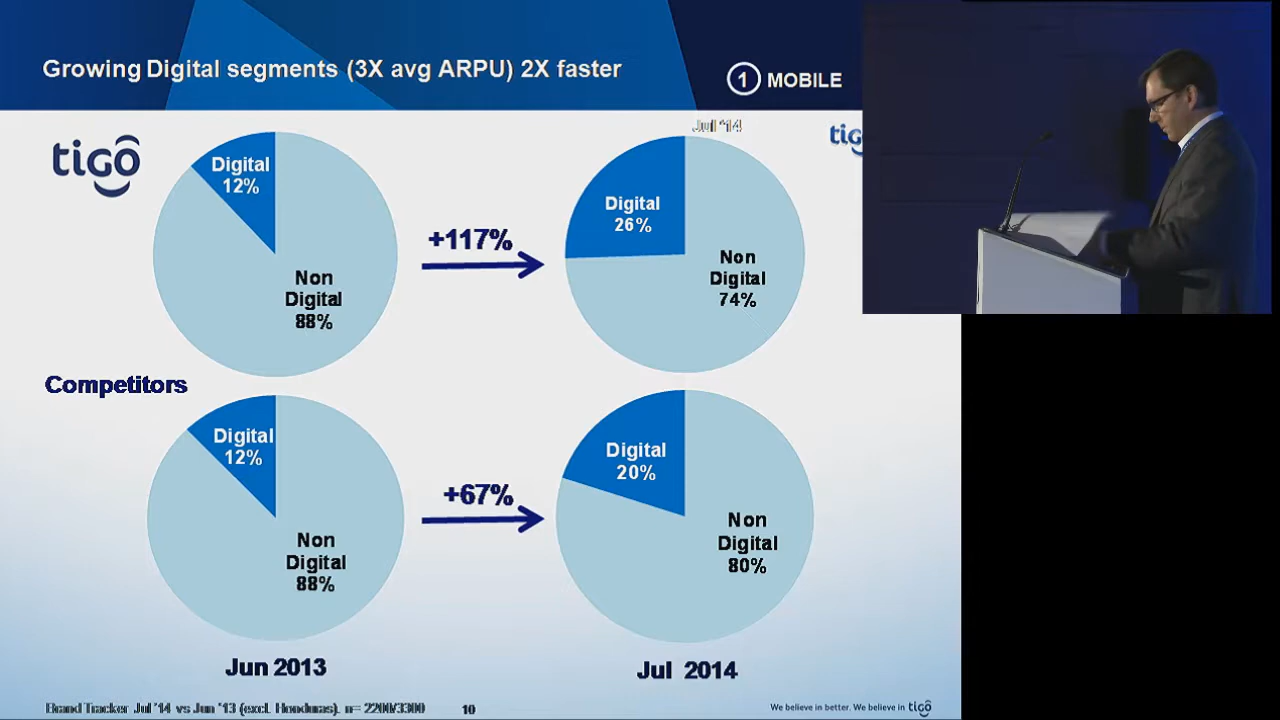 Growing Digital segments (3X avg ARPU) 2X faster
1 MOBILE
tiGO
Digital
12%
Non
Digital
88%
+117%
Jul '14
tiG
Digital
26%
Non
Digital
74%
Competitors
Digital
12%
Non
Digital
88%
+67%
Digital
20%
Non
Digital
80%
Jun 2013
Jul 2014
Brand Tracker Jul '14 vs Jun '13 (excl. Honduras). n= 2200/3300
10
We believe in better. We believe in tiGO